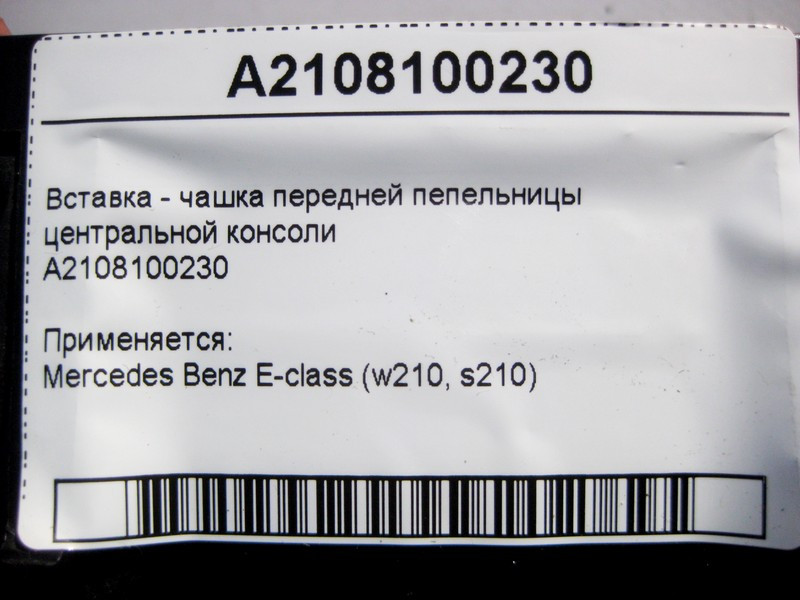 A2108100230
Вставка - чашка передней пепельницы
центральной консоли
A2108100230
Применяется:
Mercedes Benz E-class (w210, s210)